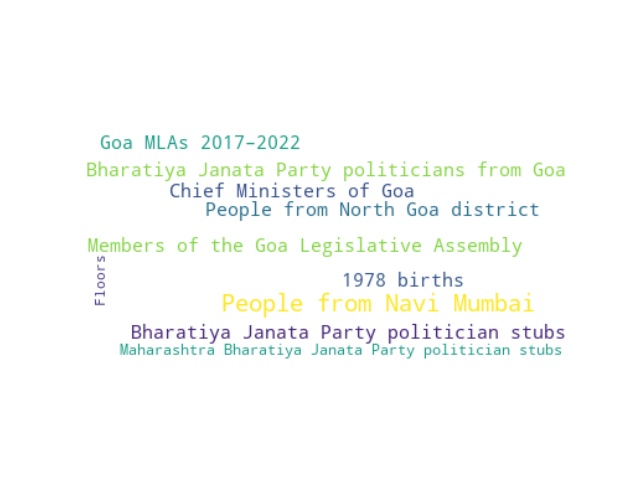 Goa MLAs 2017–2022
Bharatiya Janata Party politicians from Goa
Chief Ministers of Goa
People from North Goa district
Members of the Goa Legislative Assembly
Floors
1978 births
People from Navi Mumbai
Bharatiya Janata Party politician stubs
Maharashtra Bharatiya Janata Party politician stubs